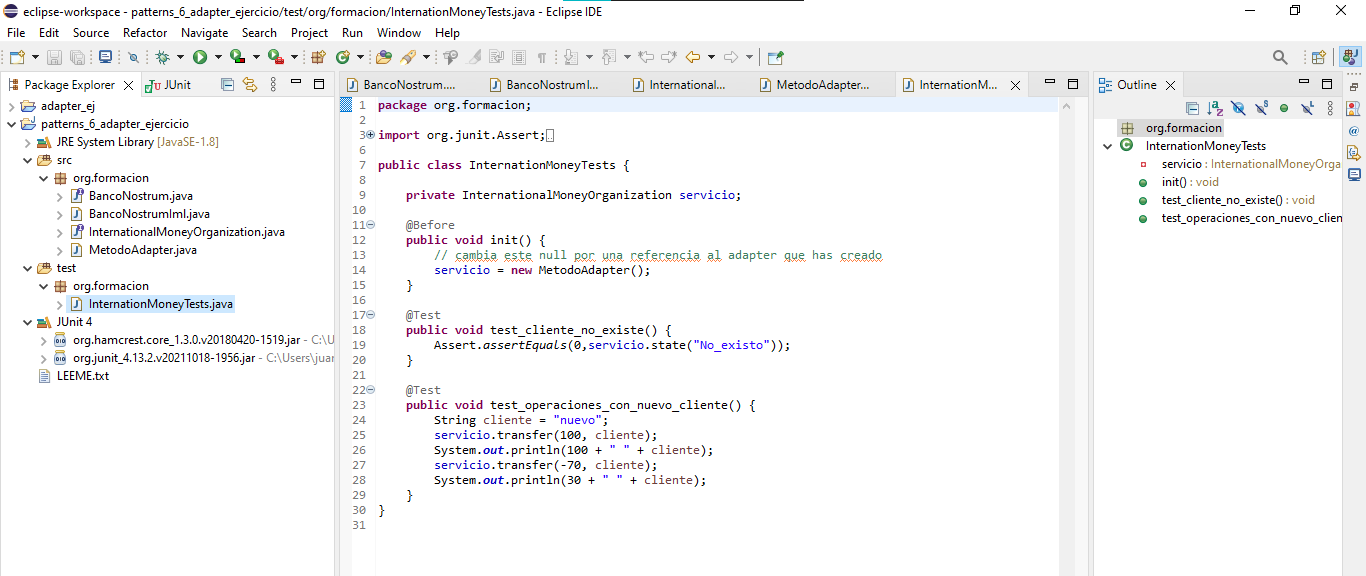 eclipse-workspace - patterns_6_adapter_ejercicio/test/org/formacion/InternationMoneyTests.java - Eclipse IDE
File Edit Source Refactor Navigate Search Project Run Window Help
Package Explorer JUnit
adapter_ej
patterns_6_adapter_ejercicio
JRE System Library [JavaSE-1.8]
src
org.formacion
BancoNostrum.java
BancoNostrumIml.java
InternationalMoneyOrganization.java
MetodoAdapter.java
test
org.formacion
InternationMoneyTests.java
JUnit 4
org.hamcrest.core_1.3.0.v20180420-1519.jar - C:\U
org.junit_4.13.2.v20211018-1956.jar - C:\Users\juar
LEEME.txt
BancoNostrum.... BancoNostrumI... International... MetodoAdapter... InternationM...
1 package org.formacion;
2
3 import org.junit.Assert;
6
7 public class InternationMoneyTests {
8
9 private InternationalMoneyOrganization servicio;
10
11 @Before
12 public void init() {
13 // cambia este null por una referencia al adapter que has creado
14 servicio = new MetodoAdapter();
15 }
16
17 @Test
18 public void test_cliente_no_existe() {
19 Assert.assertEquals(0,servicio.state("No_existo"));
20 }
21
22 @Test
23 public void test_operaciones_con_nuevo_cliente() {
24 String cliente = "nuevo";
25 servicio.transfer(100, cliente);
26 System.out.println(100 + " " + cliente);
27 servicio.transfer(-70, cliente);
28 System.out.println(30 + " " + cliente);
29 }
30 }
31
Outline
org.formacion
InternationMoneyTests
servicio : InternationalMoneyOrga
init() : void
test_cliente_no_existe() : void
test_operaciones_con_nuevo_clien